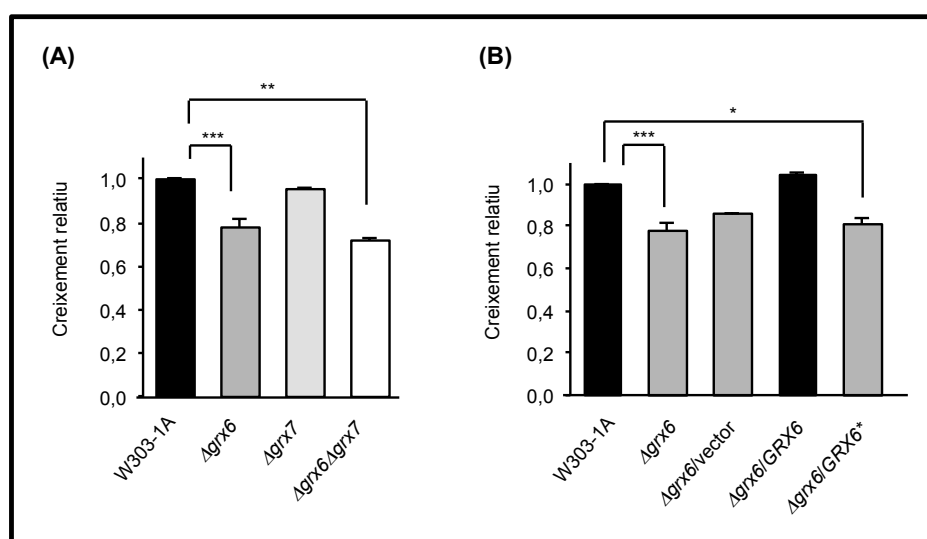 (A)
**
***
Creixement relatiu
1,0
0,8
0,6
0,4
0,2
0,0
W303-1A
Δgrx6
Δgrx7
Δgrx6Δgrx7
(B)
*
***
Creixement relatiu
1,0
0,8
0,6
0,4
0,2
0,0
W303-1A
Δgrx6
Δgrx6/vector
Δgrx6/GRX6
Δgrx6/GRX6*